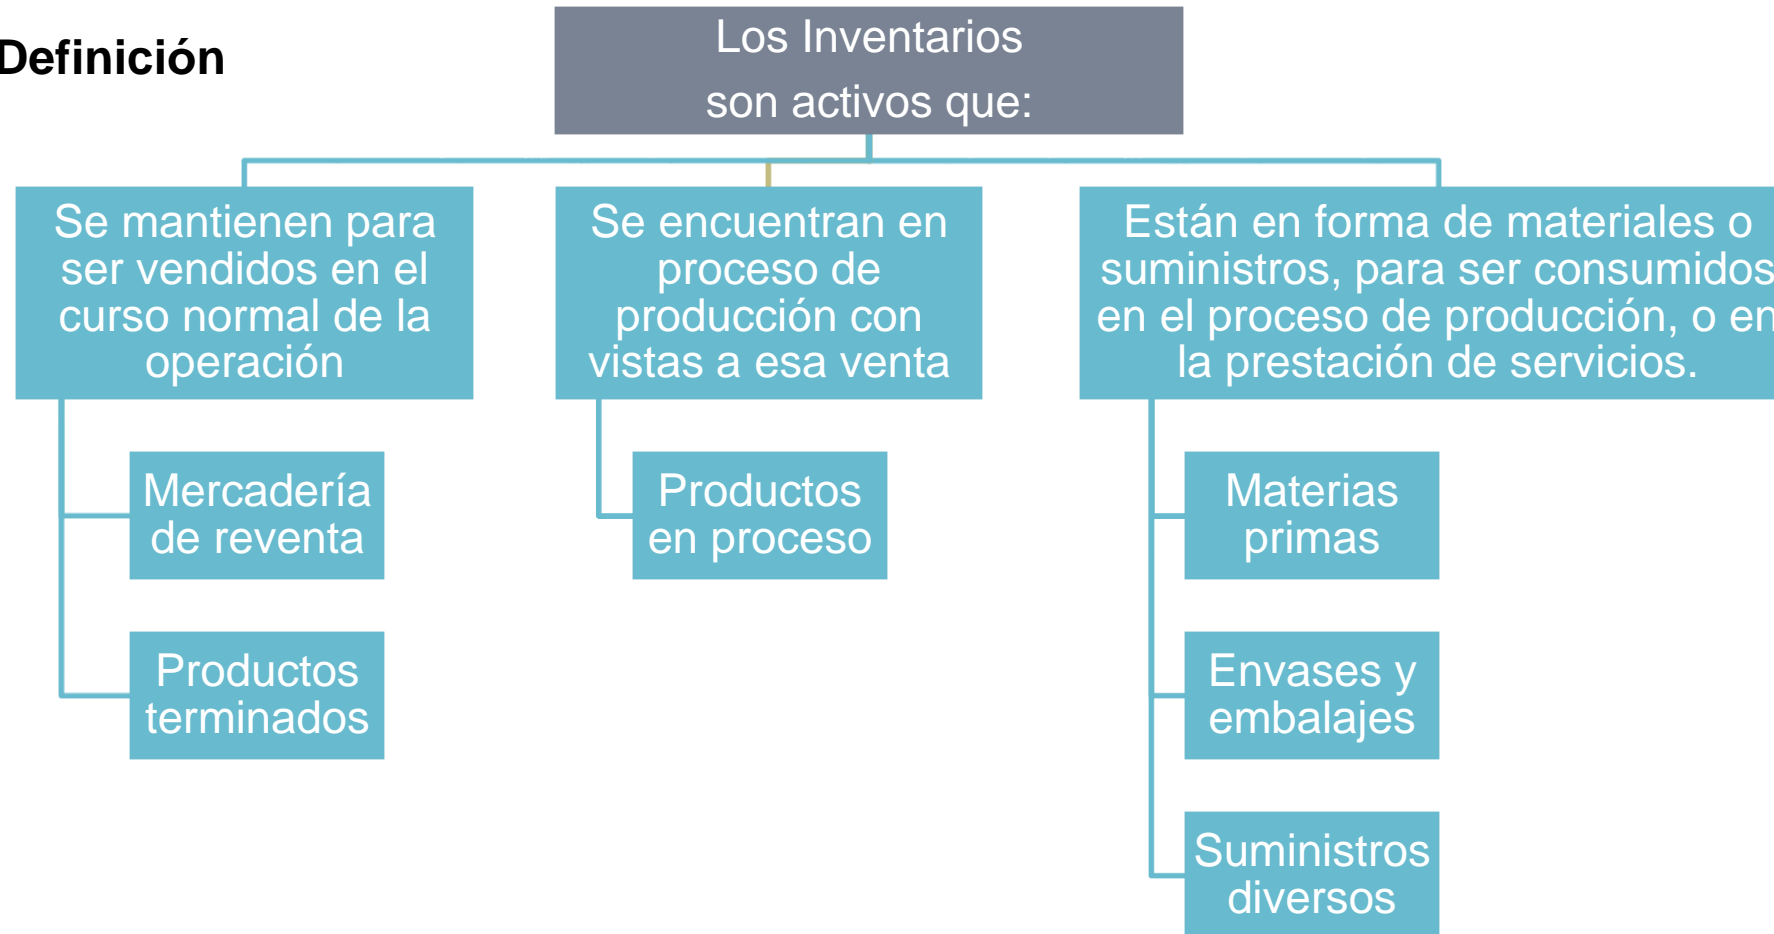 Definición
Los Inventarios
son activos que:
Se mantienen para
ser vendidos en el
curso normal de la
operación
Se encuentran en
proceso de
producción con
vistas a esa venta
Están en forma de materiales o
suministros, para ser consumidos
en el proceso de producción, o en
la prestación de servicios.
Mercadería
de reventa
Productos
en proceso
Materias
primas
Productos
terminados
Envases y
embalajes
Suministros
diversos